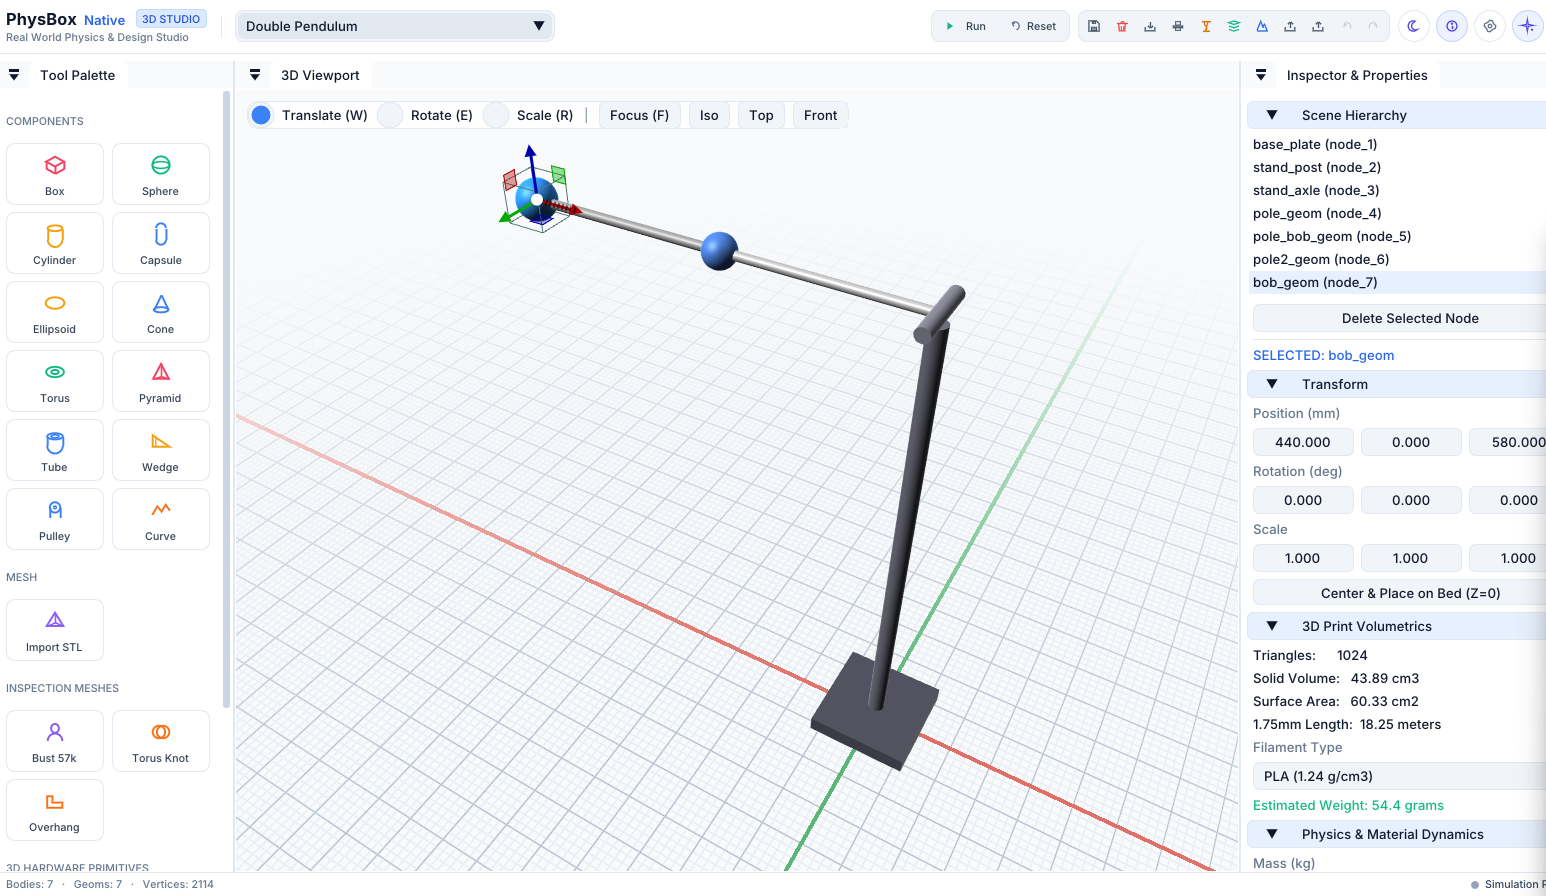 PhysBox Native 3D STUDIO
Real World Physics & Design Studio
Double Pendulum
Run
Reset
Tool Palette
COMPONENTS
Box
Sphere
Cylinder
Capsule
Ellipsoid
Cone
Torus
Pyramid
Tube
Wedge
Pulley
Curve
MESH
Import STL
INSPECTION MESHES
Bust 57k
Torus Knot
Overhang
3D HARDWARE PRIMITIVES
3D Viewport
Translate (W)
Rotate (E)
Scale (R)
Focus (F)
Iso
Top
Front
Inspector & Properties
Scene Hierarchy
base_plate (node_1)
stand_post (node_2)
stand_axle (node_3)
pole_geom (node_4)
pole_bob_geom (node_5)
pole2_geom (node_6)
bob_geom (node_7)
Delete Selected Node
SELECTED: bob_geom
Transform
Position (mm)
440.000 0.000 580.000
Rotation (deg)
0.000 0.000 0.000
Scale
1.000 1.000 1.000
Center & Place on Bed (Z=0)
3D Print Volumetrics
Triangles: 1024
Solid Volume: 43.89 cm3
Surface Area: 60.33 cm2
1.75mm Length: 18.25 meters
Filament Type
PLA (1.24 g/cm3)
Estimated Weight: 54.4 grams
Physics & Material Dynamics
Mass (kg)
Bodies: 7 · Geoms: 7 · Vertices: 2114
Simulation